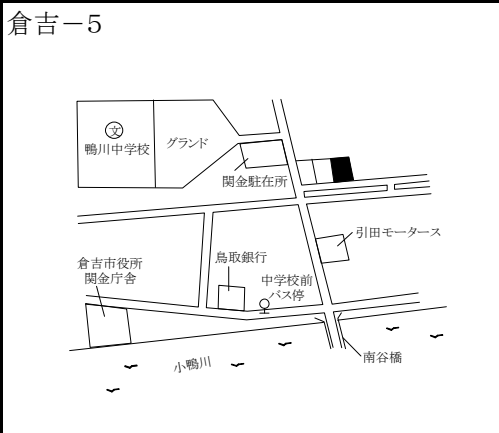 倉吉－5
文
鴨川中学校
グランド
関金駐在所
引田モータース
倉吉市役所
関金庁舎
鳥取銀行
中学校前
バス停
小鴨川
南谷橋